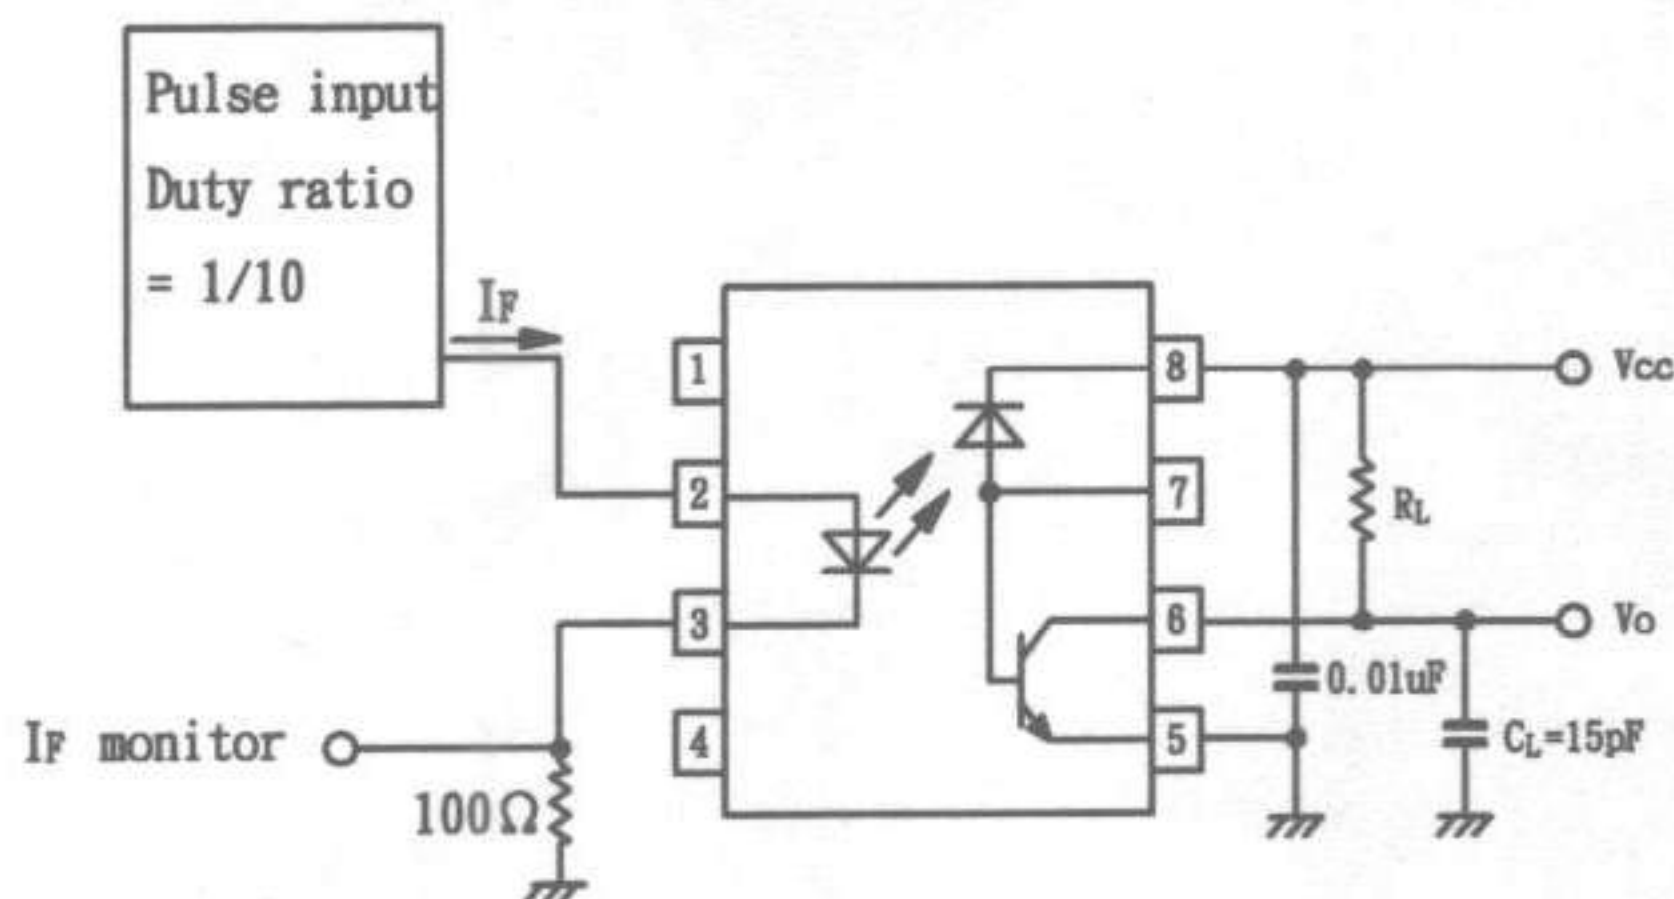 Pulse input
Duty ratio
= 1/10
IF
1
2
3
4
8
7
6
5
Vcc
RL
Vo
0.01uF
CL=15pF
IF monitor
100Ω